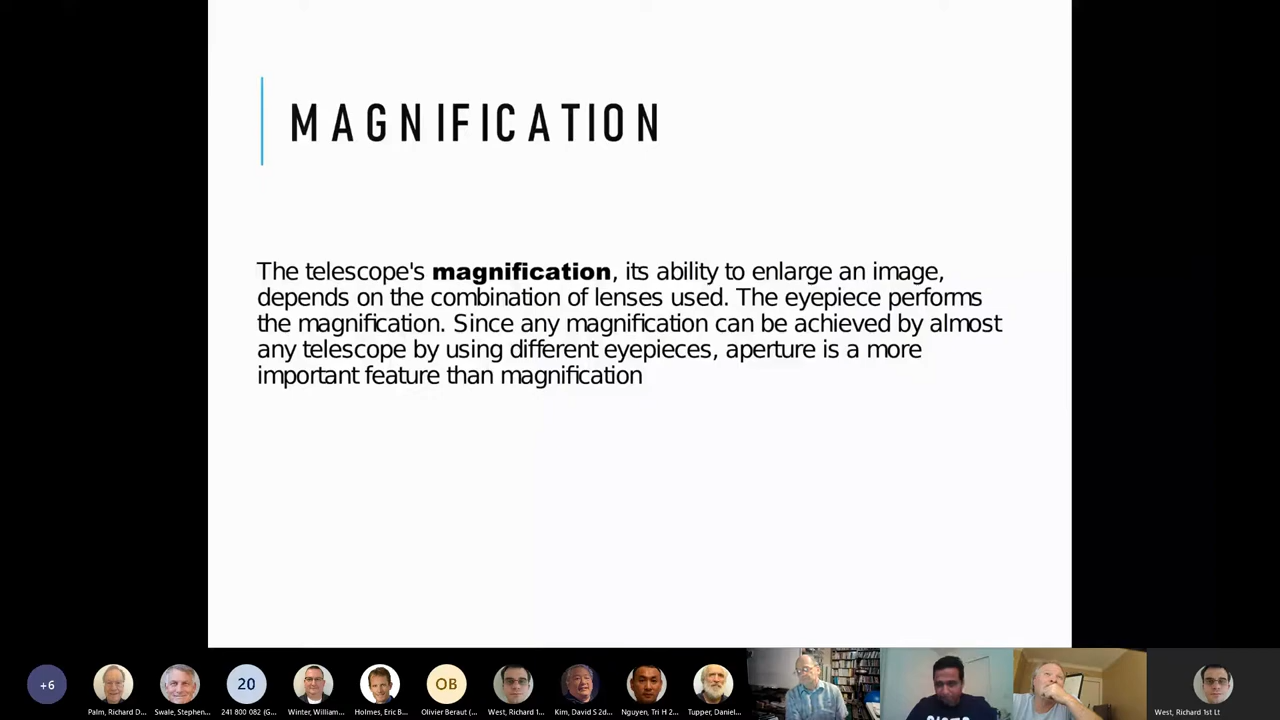 MAGNIFICATION
The telescope's magnification, its ability to enlarge an image,
depends on the combination of lenses used. The eyepiece performs
the magnification. Since any magnification can be achieved by almost
any telescope by using different eyepieces, aperture is a more
important feature than magnification
+6
20
OB
Palm, Richard D...
Swale, Stephen...
241 800 082 (G...
Winter, William...
Holmes, Eric B...
Olivier Beraut (...
West, Richard 1...
Kim, David S 2d...
Nguyen, Tri H 2...
Tupper, Daniel...
West, Richard 1st Lt